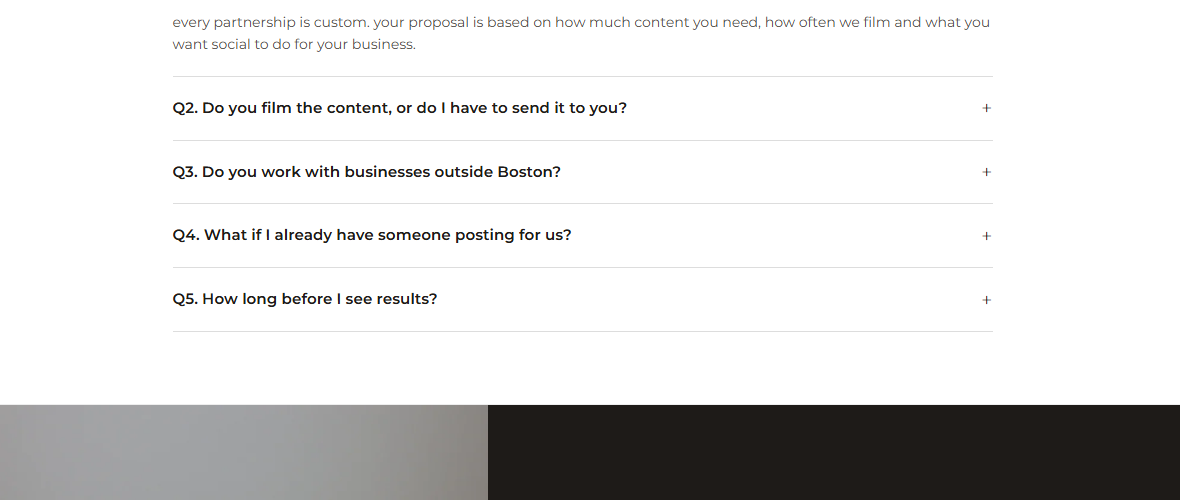 every partnership is custom. your proposal is based on how much content you need, how often we film and what you
want social to do for your business.
Q2. Do you film the content, or do I have to send it to you? +
Q3. Do you work with businesses outside Boston? +
Q4. What if I already have someone posting for us? +
Q5. How long before I see results? +